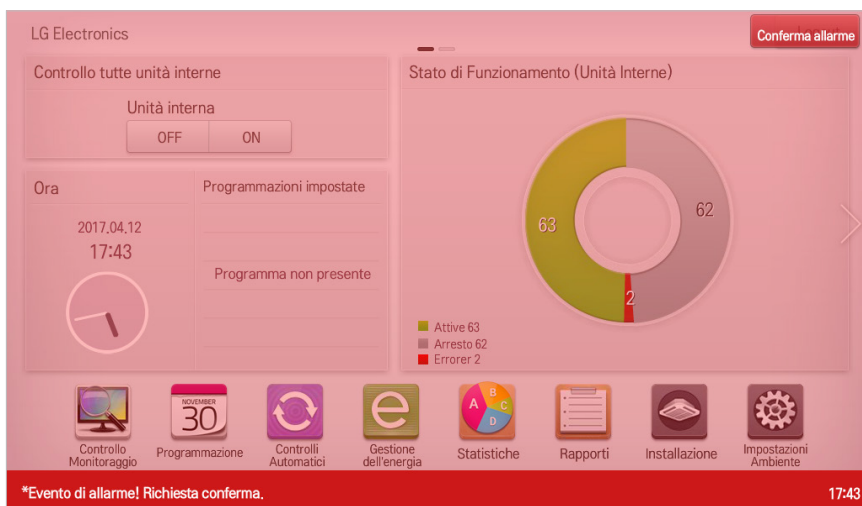 LG Electronics
Conferma allarme
Controllo tutte unità interne
Unità interna
OFF ON
Stato di Funzionamento (Unità Interne)
63
62
2
Attive 63
Arresto 62
Errorer 2
Ora
2017.04.12
17:43
Programmazioni impostate
Programma non presente
NOVEMBER
30
e
A
B
C
D
Controllo
Monitoraggio
Programmazione
Controlli
Automatici
Gestione
dell'energia
Statistiche
Rapporti
Installazione
Impostazioni
Ambiente
*Evento di allarme! Richiesta conferma.
17:43